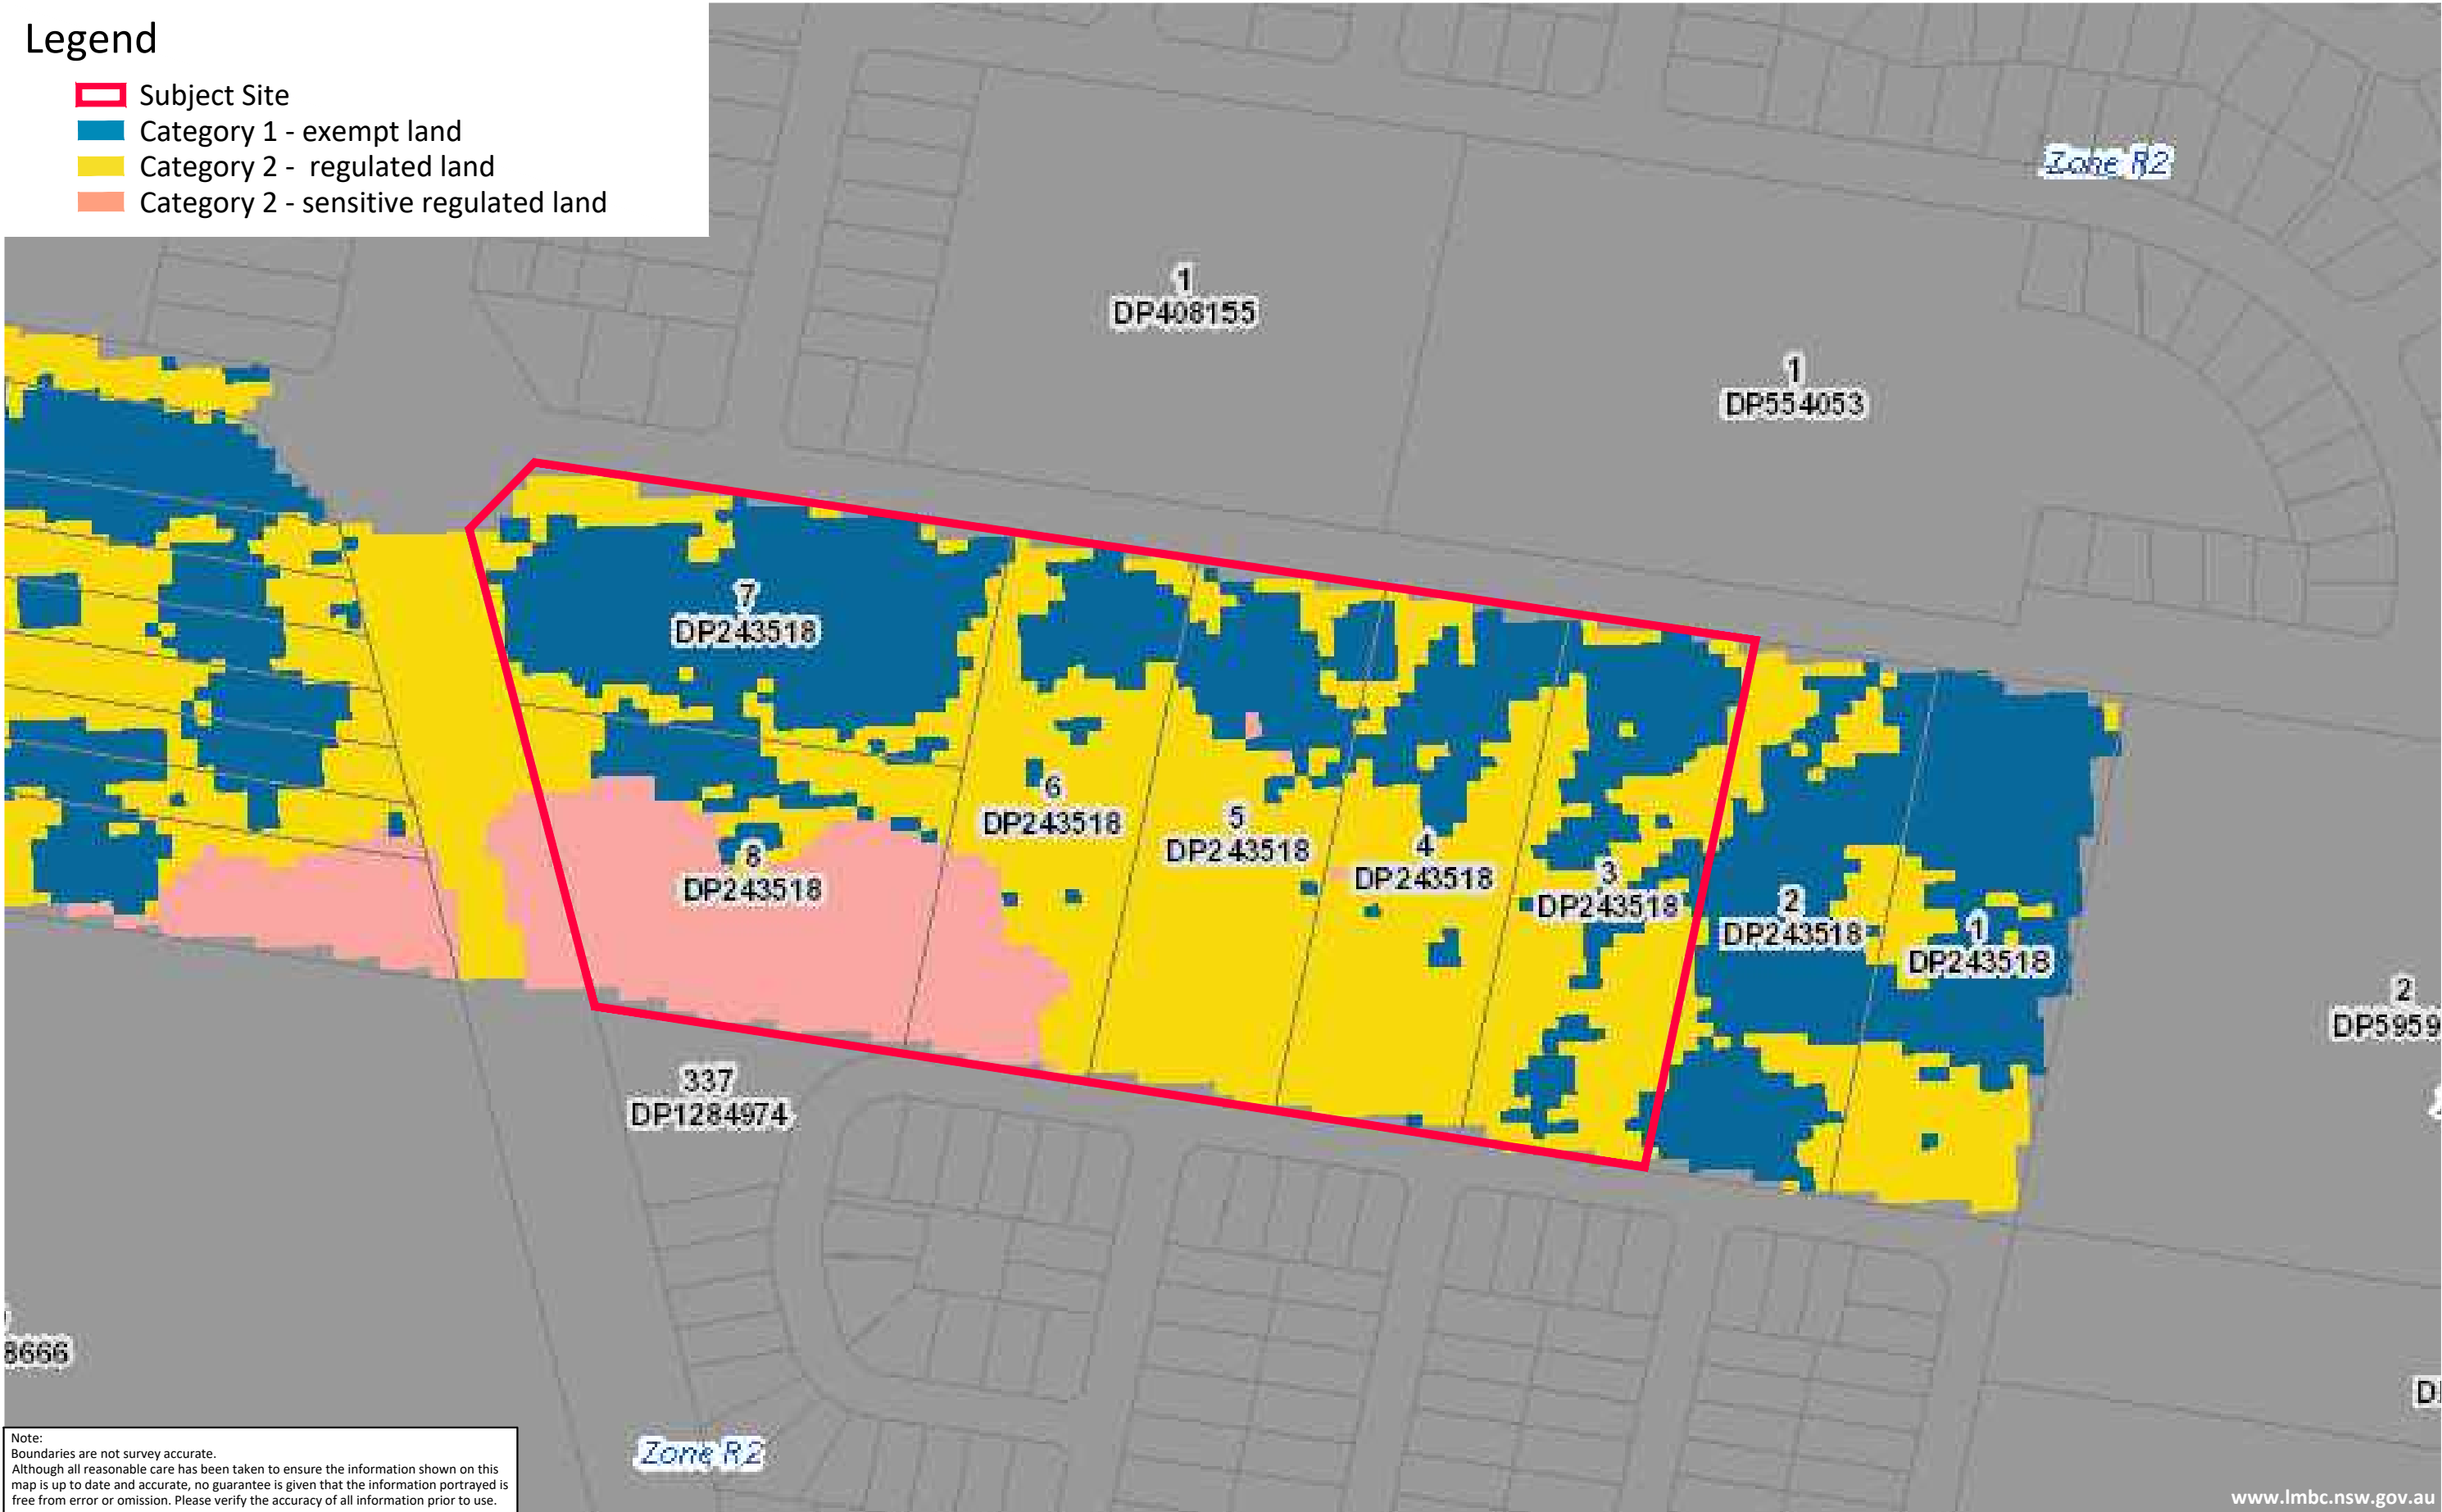 Legend
Subject Site
Category 1 - exempt land
Category 2 - regulated land
Category 2 - sensitive regulated land
Zone R2
1
DP408155
1
DP554053
7
DP243518
6
DP243518
5
DP243518
4
DP243518
8
DP243518
3
DP243518
2
DP243518
1
DP243518
2
DP5959
337
DP1284974
8666
D
Zone R2
Note:
Boundaries are not survey accurate.
Although all reasonable care has been taken to ensure the information shown on this
map is up to date and accurate, no guarantee is given that the information portrayed is
free from error or omission. Please verify the accuracy of all information prior to use.
www.lmbc.nsw.gov.au